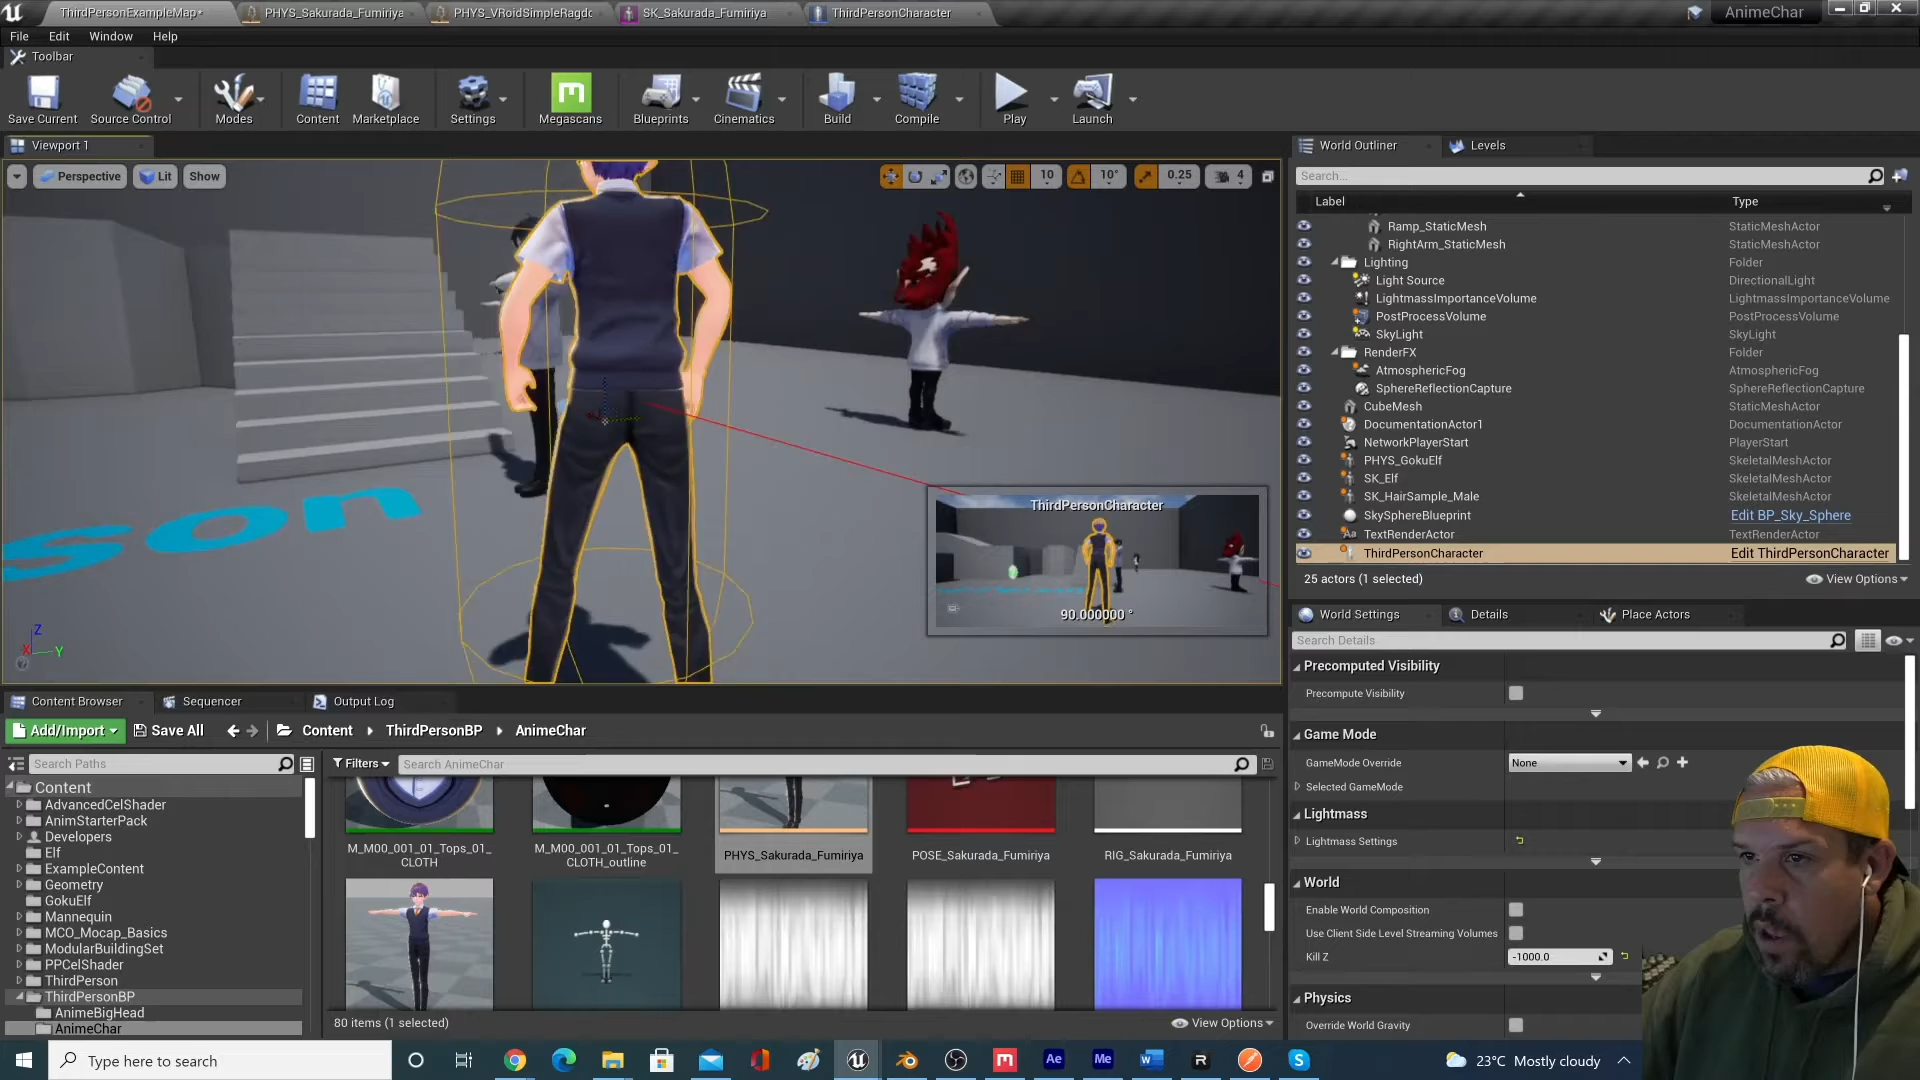 ThirdPersonExampleMap*
PHYS_Sakurada_Fumiriya
PHYS_VRoidSimpleRagdo
SK_Sakurada_Fumiriya
ThirdPersonCharacter
AnimeChar
File Edit Window Help
Toolbar
Save Current
Source Control
Modes
Content
Marketplace
Settings
Megascans
Blueprints
Cinematics
Build
Compile
Play
Launch
Viewport 1
Perspective Lit Show
10 10° 0.25 4
son
ThirdPersonCharacter
90.000000 °
Z
X
Y
World Outliner
Levels
Search...
Label Type
Ramp_StaticMesh StaticMeshActor
RightArm_StaticMesh StaticMeshActor
Lighting Folder
Light Source DirectionalLight
LightmassImportanceVolume LightmassImportanceVolume
PostProcessVolume PostProcessVolume
SkyLight SkyLight
RenderFX Folder
AtmosphericFog AtmosphericFog
SphereReflectionCapture SphereReflectionCapture
CubeMesh StaticMeshActor
DocumentationActor1 DocumentationActor
NetworkPlayerStart PlayerStart
PHYS_GokuElf SkeletalMeshActor
SK_Elf SkeletalMeshActor
SK_HairSample_Male SkeletalMeshActor
SkySphereBlueprint Edit BP_Sky_Sphere
TextRenderActor TextRenderActor
ThirdPersonCharacter Edit ThirdPersonCharacter
25 actors (1 selected) View Options
World Settings
Details
Place Actors
Search Details
Precomputed Visibility
Precompute Visibility
Game Mode
GameMode Override None
Selected GameMode
Lightmass
Lightmass Settings
World
Enable World Composition
Use Client Side Level Streaming Volumes
Kill Z -1000.0
Physics
Override World Gravity
Content Browser
Sequencer
Output Log
Add/Import Save All Content ThirdPersonBP AnimeChar
Search Paths
Filters Search AnimeChar
Content
AdvancedCelShader
AnimStarterPack
Developers
Elf
ExampleContent
Geometry
GokuElf
Mannequin
MCO_Mocap_Basics
ModularBuildingSet
PPCelShader
ThirdPerson
ThirdPersonBP
AnimeBigHead
AnimeChar
M_M00_001_01_Tops_01_
CLOTH
M_M00_001_01_Tops_01_
CLOTH_outline
PHYS_Sakurada_Fumiriya
POSE_Sakurada_Fumiriya
RIG_Sakurada_Fumiriya
80 items (1 selected) View Options
Type here to search
Ae
Me
23°C Mostly cloudy